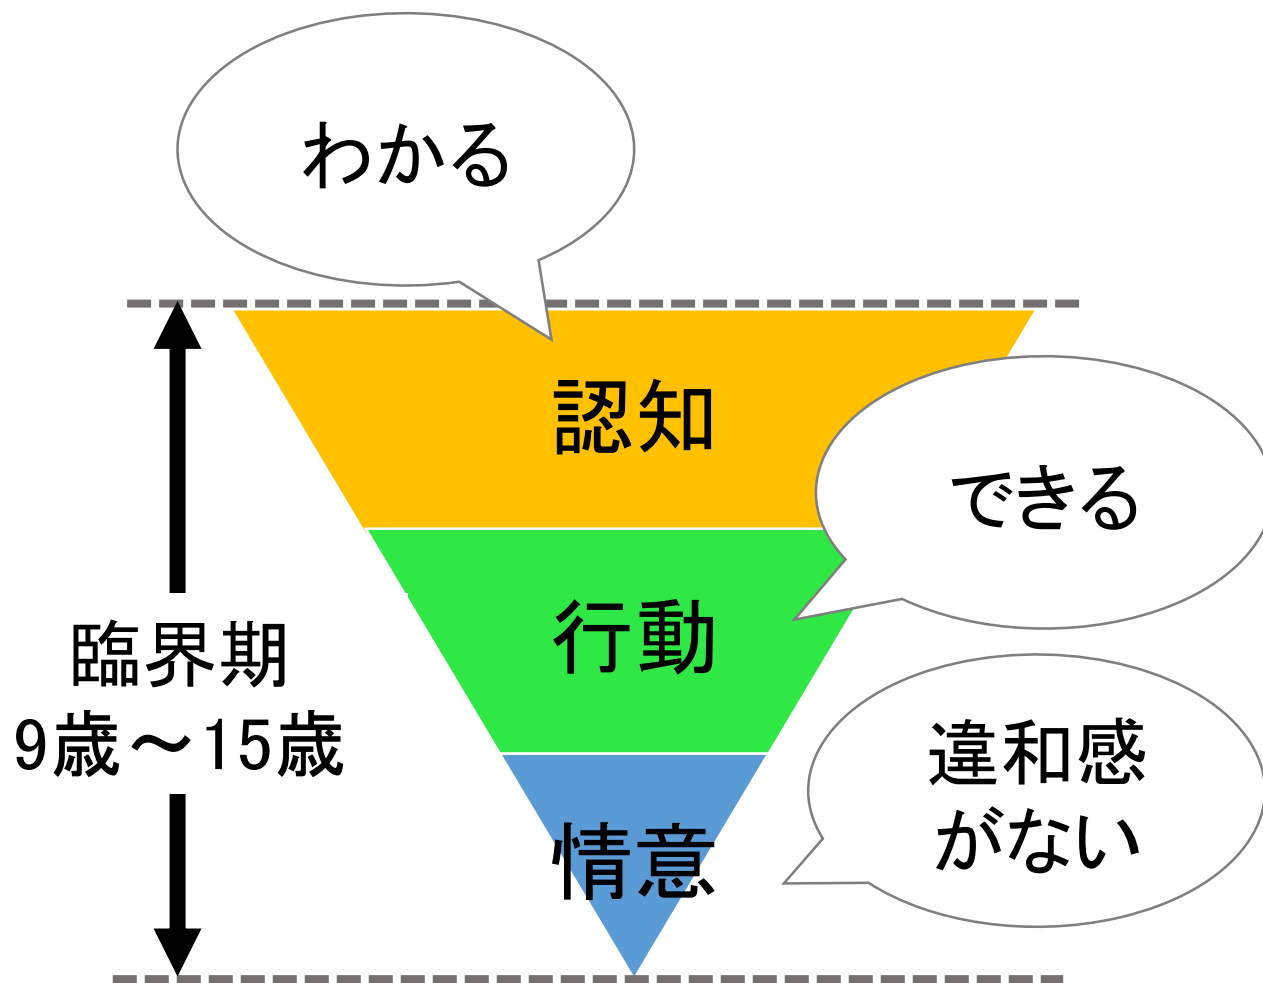 わかる
認知
できる
行動
臨界期
9歳～15歳
違和感
がない
情意